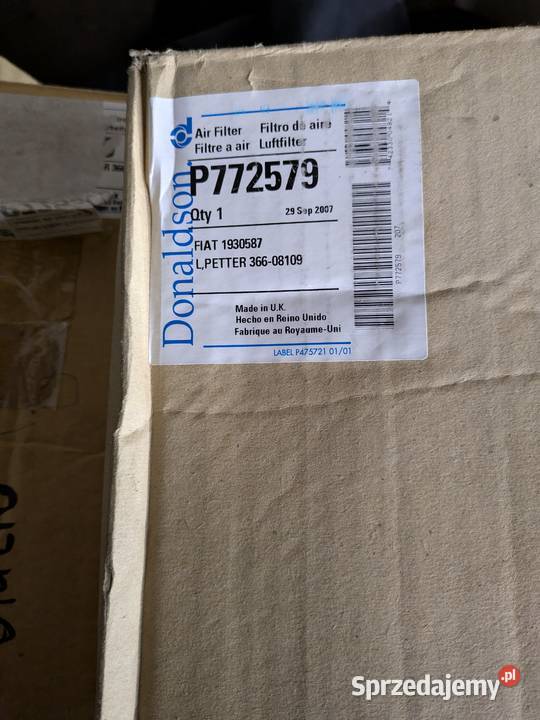 Donaldson.
Air Filter Filtro de aire
Filtre a air Luftfilter
P772579
Qty 1 29 Sep 2007
FIAT 1930587
L,PETTER 366-08109
Made in U.K.
Hecho en Reino Unido
Fabrique au Royaume-Uni
LABEL P475721 01/01
P772579 207
Sprzedajemy.pl